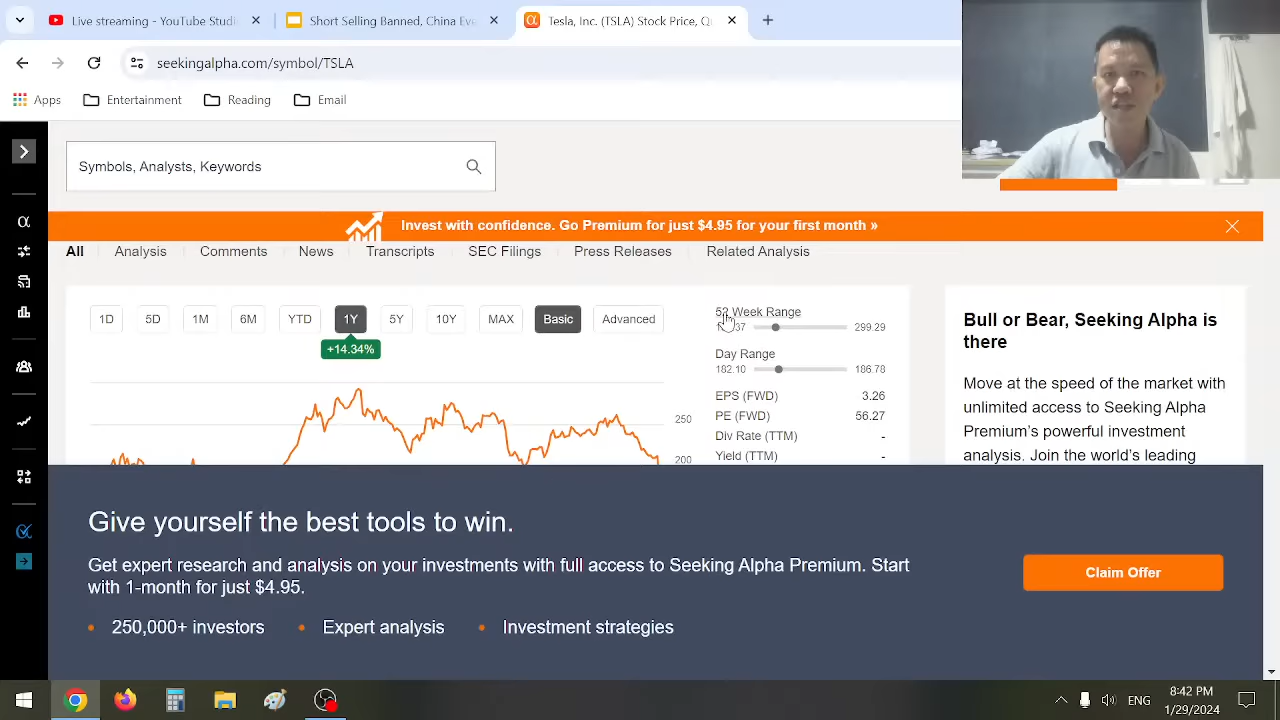 Live streaming - YouTube Studi
Short Selling Banned, China Eve
Tesla, Inc. (TSLA) Stock Price, Q
seekingalpha.com/symbol/TSLA
Apps
Entertainment
Reading
Email
Symbols, Analysts, Keywords
Invest with confidence. Go Premium for just $4.95 for your first month »
All
Analysis
Comments
News
Transcripts
SEC Filings
Press Releases
Related Analysis
1D
5D
1M
6M
YTD
1Y
5Y
10Y
MAX
Basic
Advanced
+14.34%
250
200
52 Week Range
299.29
Day Range
182.10
186.78
EPS (FWD)
3.26
PE (FWD)
56.27
Div Rate (TTM)
-
Yield (TTM)
-
Bull or Bear, Seeking Alpha is
there
Move at the speed of the market with
unlimited access to Seeking Alpha
Premium's powerful investment
analysis. Join the world's leading
Give yourself the best tools to win.
Get expert research and analysis on your investments with full access to Seeking Alpha Premium. Start
with 1-month for just $4.95.
250,000+ investors
Expert analysis
Investment strategies
Claim Offer
ENG
8:42 PM
1/29/2024